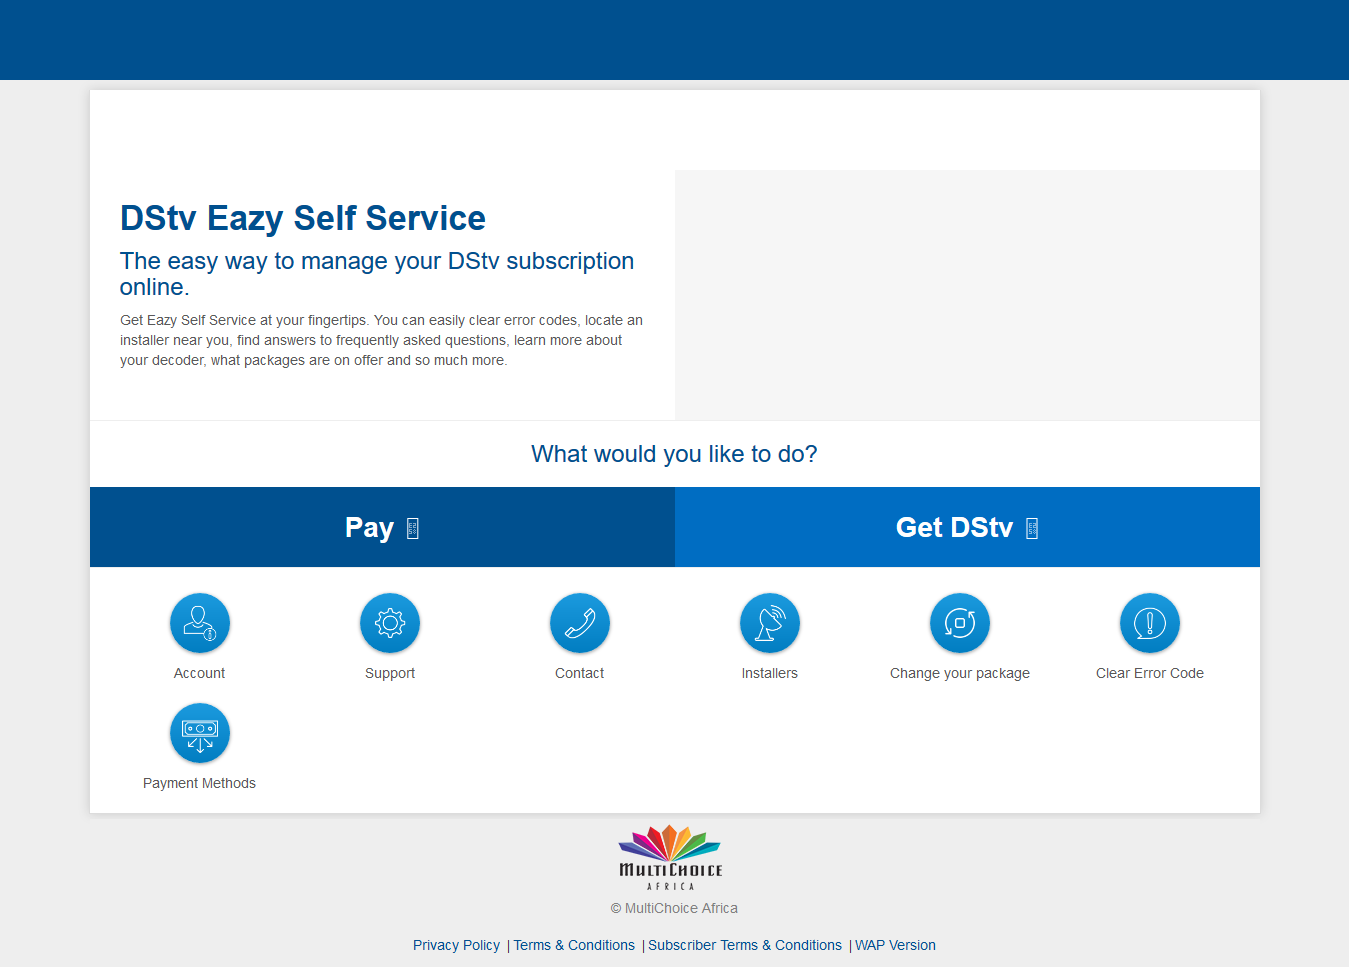 DStv Eazy Self Service
The easy way to manage your DStv subscription
online.
Get Eazy Self Service at your fingertips. You can easily clear error codes, locate an
installer near you, find answers to frequently asked questions, learn more about
your decoder, what packages are on offer and so much more.
What would you like to do?
Pay
Get DStv
Account
Support
Contact
Installers
Change your package
Clear Error Code
Payment Methods
MULTICHOICE
AFRICA
© MultiChoice Africa
Privacy Policy | Terms & Conditions | Subscriber Terms & Conditions | WAP Version